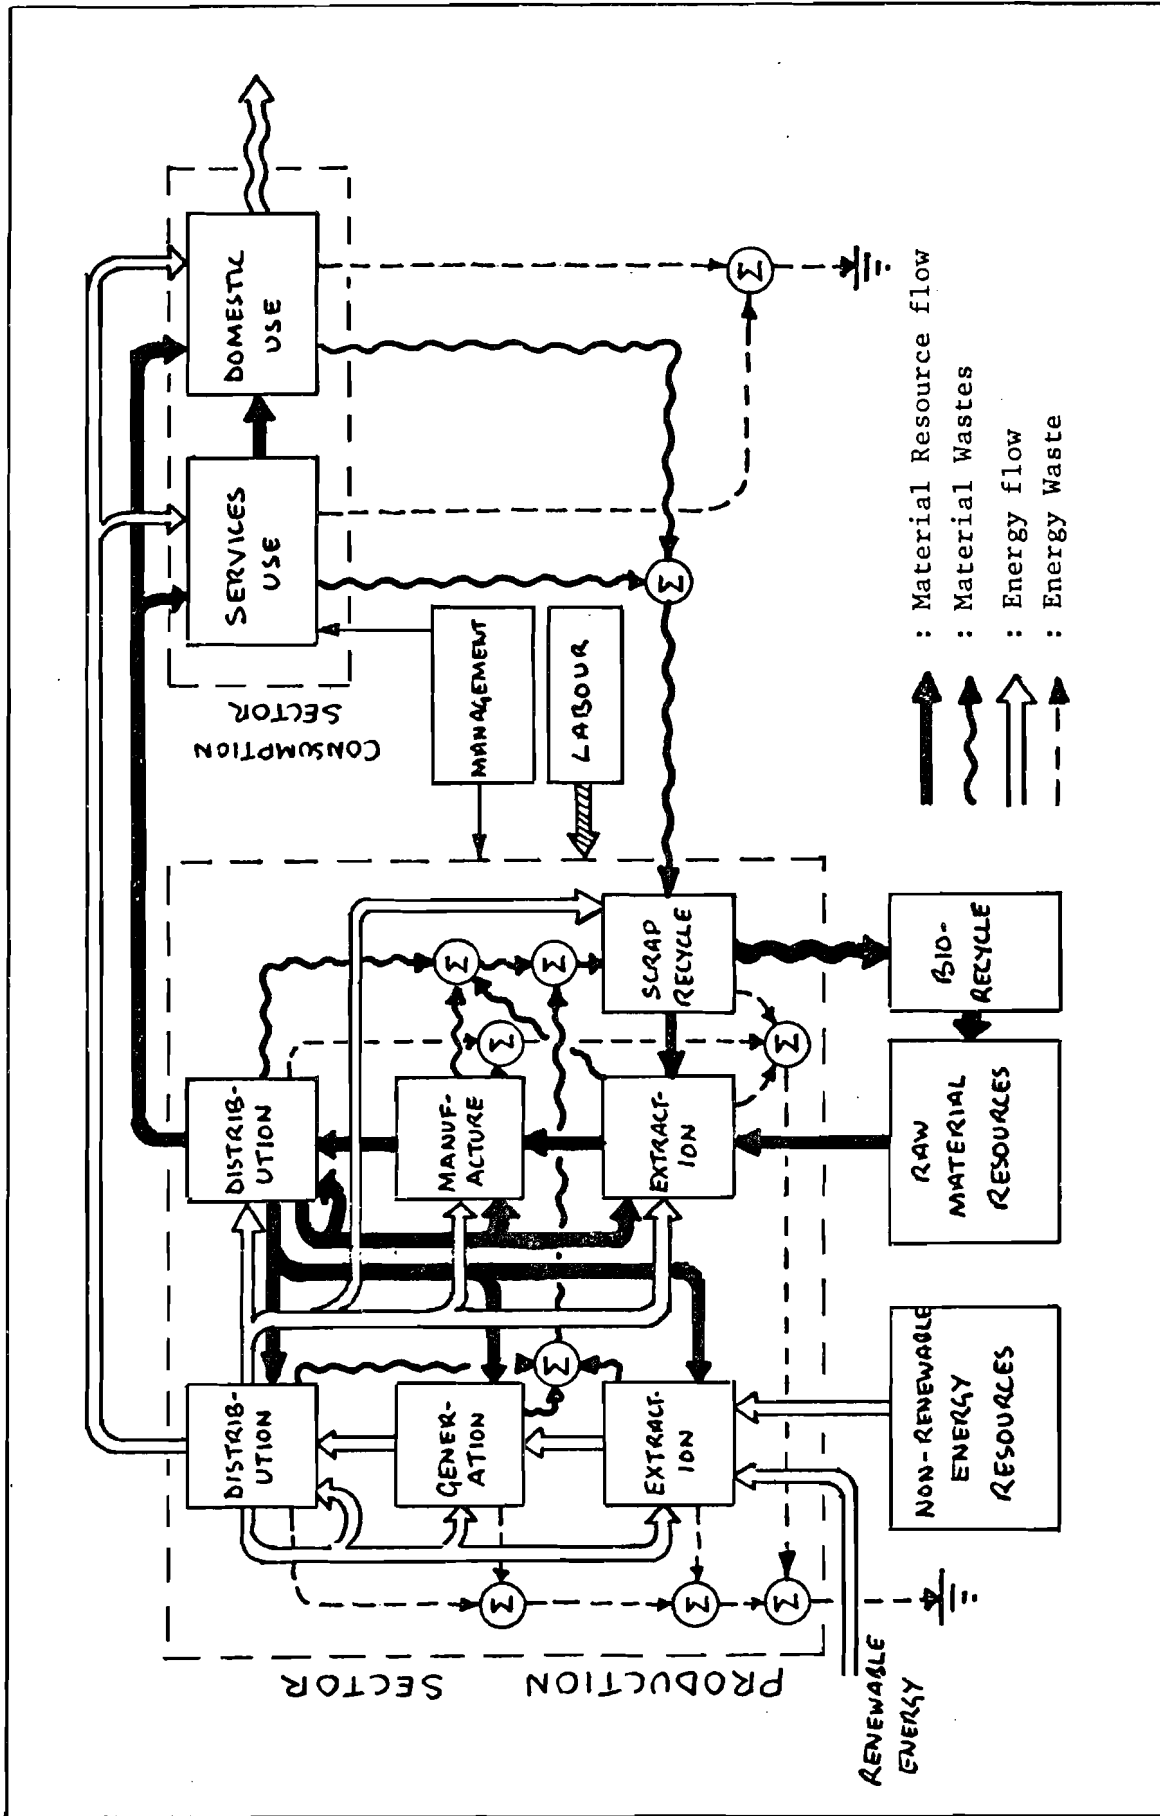 DISTRIB-
UTION
GENER-
ATION
EXTRACT-
ION
DISTRIB-
UTION
MANUF-
ACTURE
EXTRACT-
ION
SCRAP
RECYCLE
SERVICES
USE
DOMESTIC
USE
CONSUMPTION
SECTOR
MANAGEMENT
LABOUR
PRODUCTION SECTOR
RENEWABLE
ENERGY
NON-RENEWABLE
ENERGY
RESOURCES
RAW
MATERIAL
RESOURCES
BIO-
RECYCLE
Σ
Σ
Σ
Σ
Σ
Σ
Σ
Σ
Σ
Σ
: Material Resource flow
: Material Wastes
: Energy flow
: Energy Waste